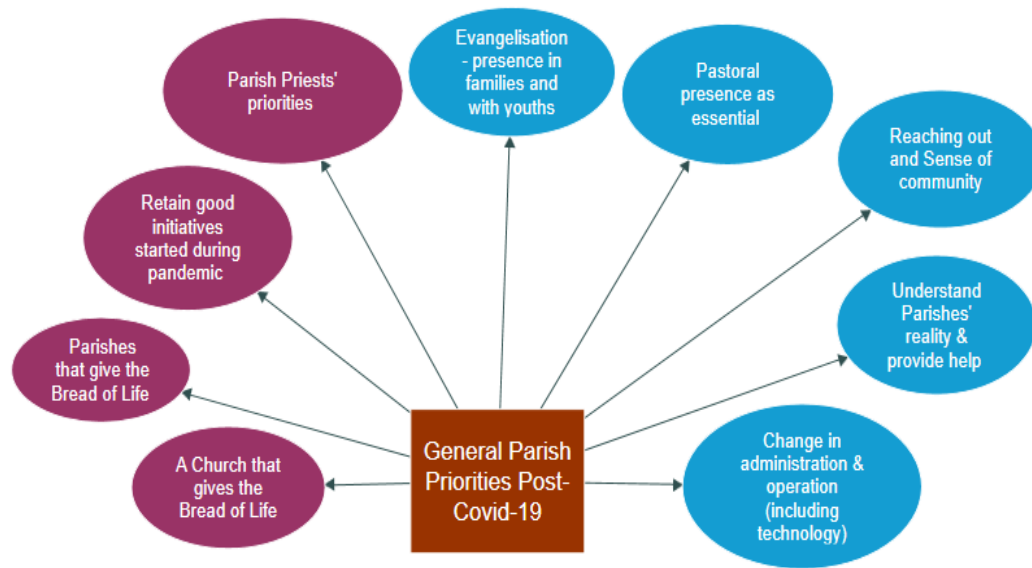 Parish Priests'
priorities
Evangelisation
- presence in
families and
with youths
Pastoral
presence as
essential
Reaching out
and Sense of
community
Retain good
initiatives
started during
pandemic
Understand
Parishes'
reality &
provide help
Parishes
that give the
Bread of Life
A Church that
gives the
Bread of Life
General Parish
Priorities Post-
Covid-19
Change in
administration &
operation
(including
technology)